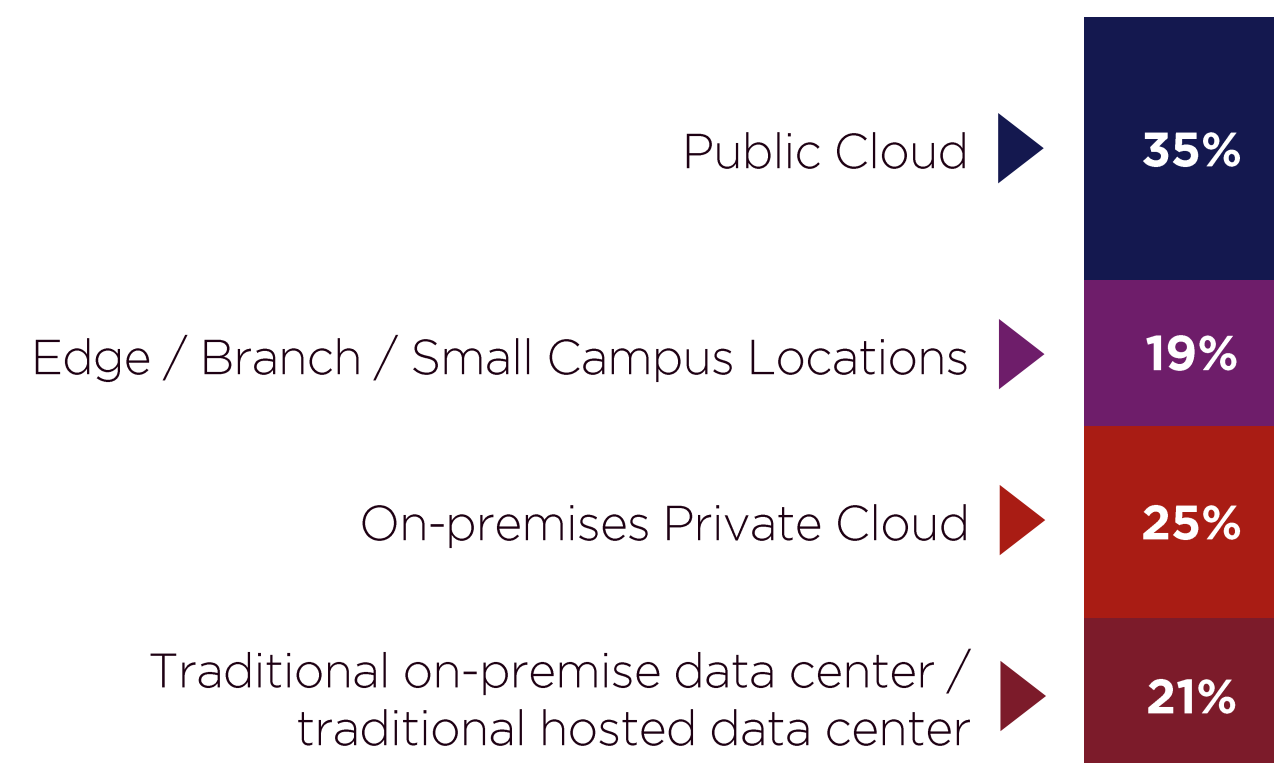 Public Cloud 35%
Edge / Branch / Small Campus Locations 19%
On-premises Private Cloud 25%
Traditional on-premise data center /
traditional hosted data center 21%